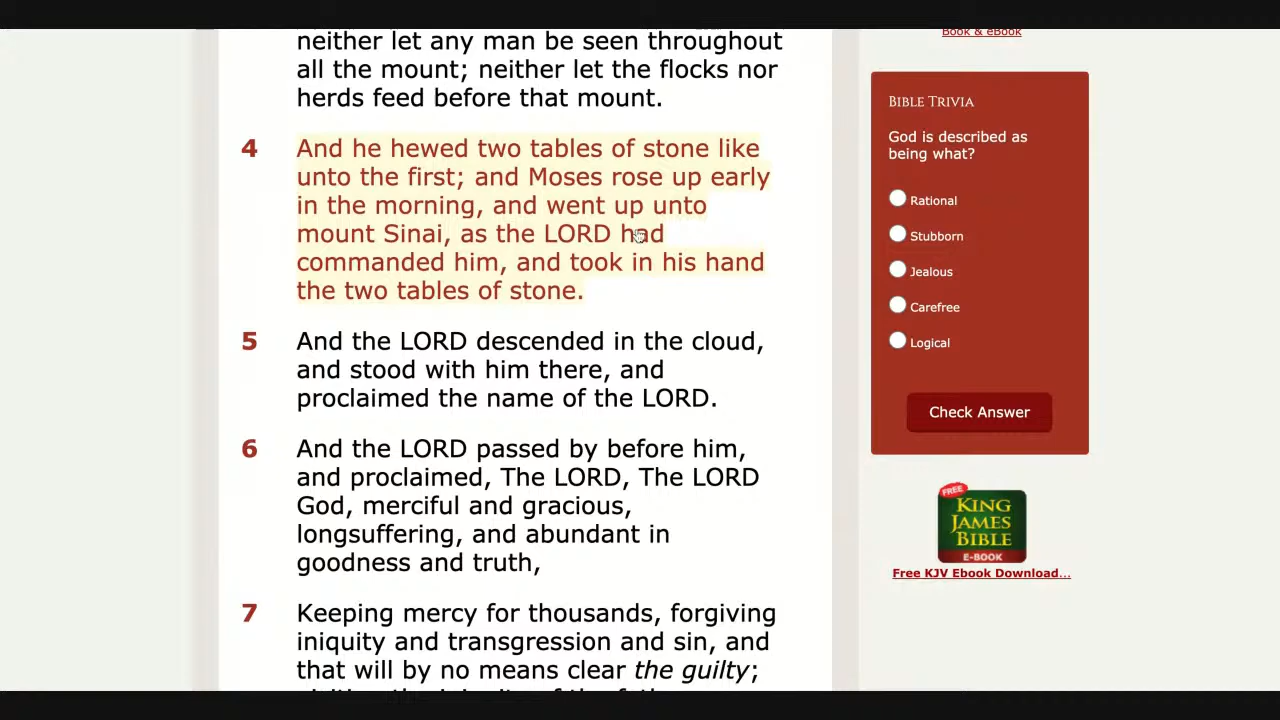 neither let any man be seen throughout
all the mount; neither let the flocks nor
herds feed before that mount.
4 And he hewed two tables of stone like
unto the first; and Moses rose up early
in the morning, and went up unto
mount Sinai, as the LORD had
commanded him, and took in his hand
the two tables of stone.
5 And the LORD descended in the cloud,
and stood with him there, and
proclaimed the name of the LORD.
6 And the LORD passed by before him,
and proclaimed, The LORD, The LORD
God, merciful and gracious,
longsuffering, and abundant in
goodness and truth,
7 Keeping mercy for thousands, forgiving
iniquity and transgression and sin, and
that will by no means clear the guilty;
Book & eBook
BIBLE TRIVIA
God is described as
being what?
Rational
Stubborn
Jealous
Carefree
Logical
Check Answer
FREE
KING
JAMES
BIBLE
E-BOOK
Free KJV Ebook Download...